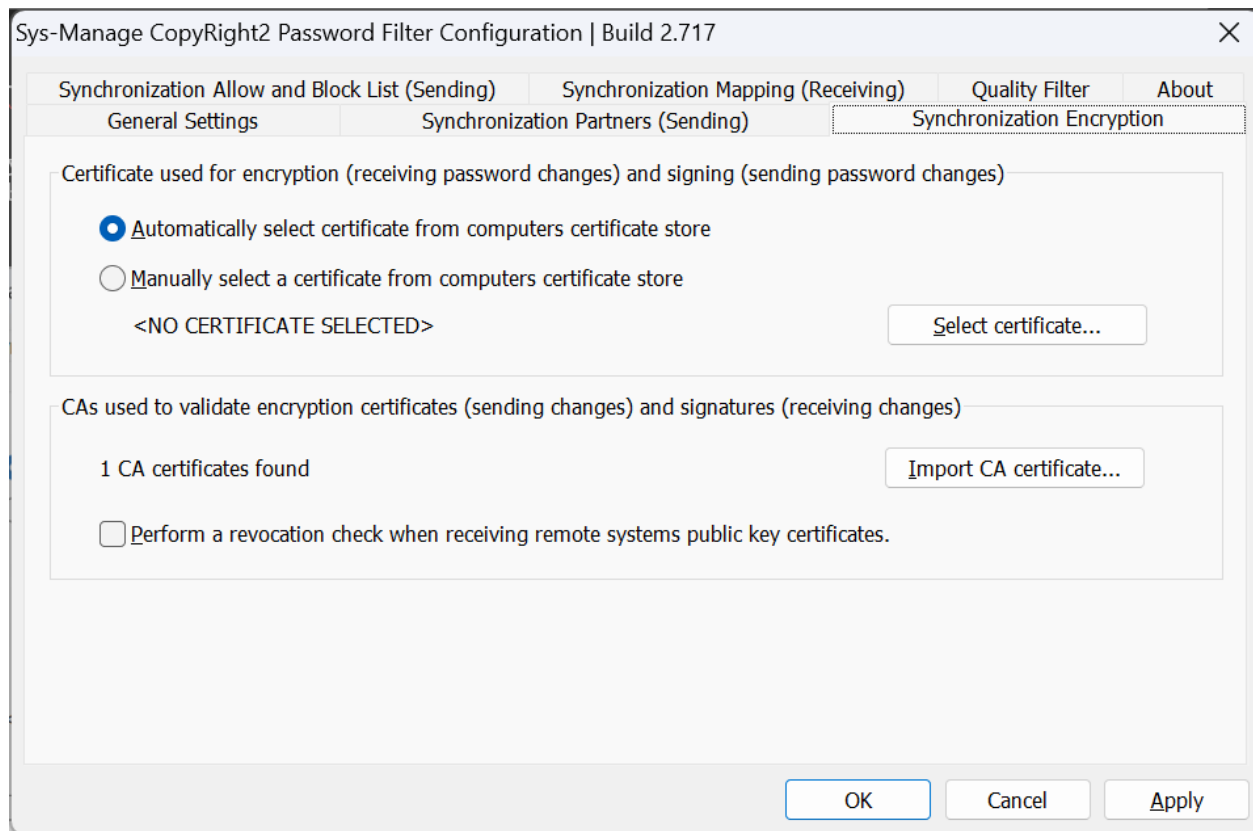 Sys-Manage CopyRight2 Password Filter Configuration | Build 2.717
Synchronization Allow and Block List (Sending) Synchronization Mapping (Receiving) Quality Filter About
General Settings Synchronization Partners (Sending) Synchronization Encryption
Certificate used for encryption (receiving password changes) and signing (sending password changes)
Automatically select certificate from computers certificate store
Manually select a certificate from computers certificate store
<NO CERTIFICATE SELECTED> Select certificate...
CAs used to validate encryption certificates (sending changes) and signatures (receiving changes)
1 CA certificates found Import CA certificate...
Perform a revocation check when receiving remote systems public key certificates.
OK Cancel Apply